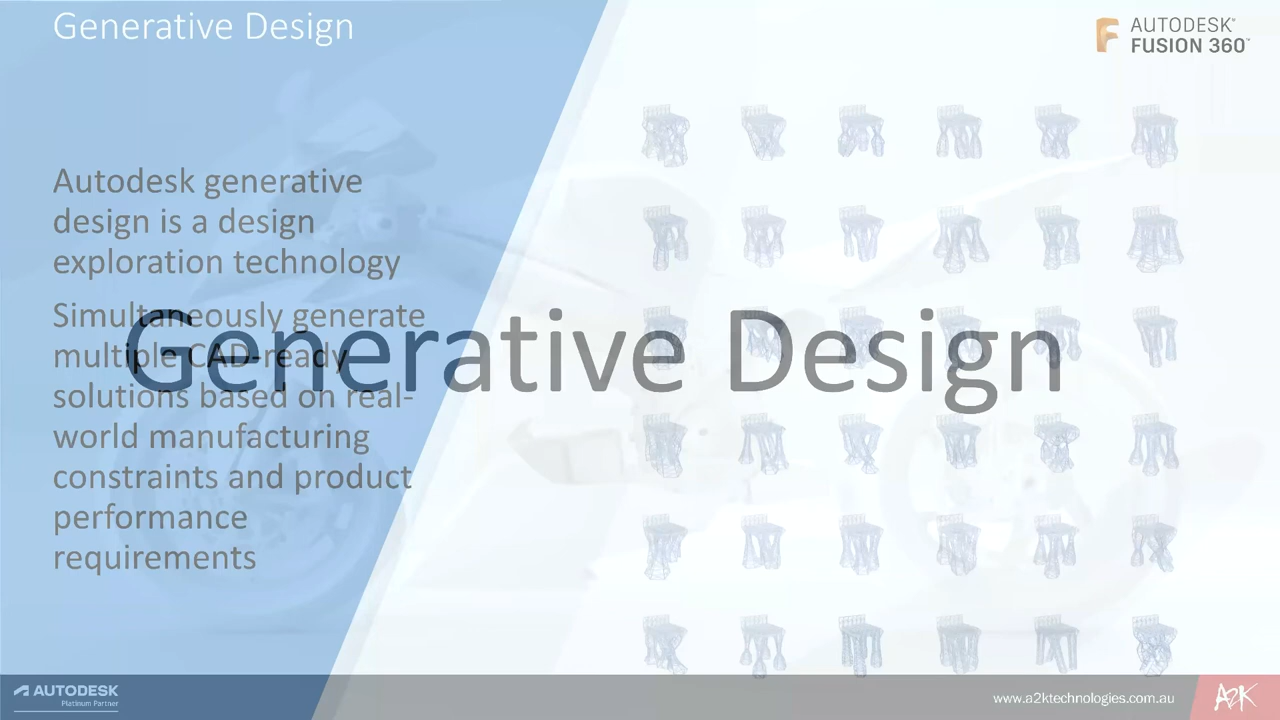 Generative Design
AUTODESK
FUSION 360™
Autodesk generative
design is a design
exploration technology
Simultaneously generate
multiple CAD-ready
solutions based on real-
world manufacturing
constraints and product
performance
requirements
Generative Design
AUTODESK
Platinum Partner
www.a2ktechnologies.com.au
A2K